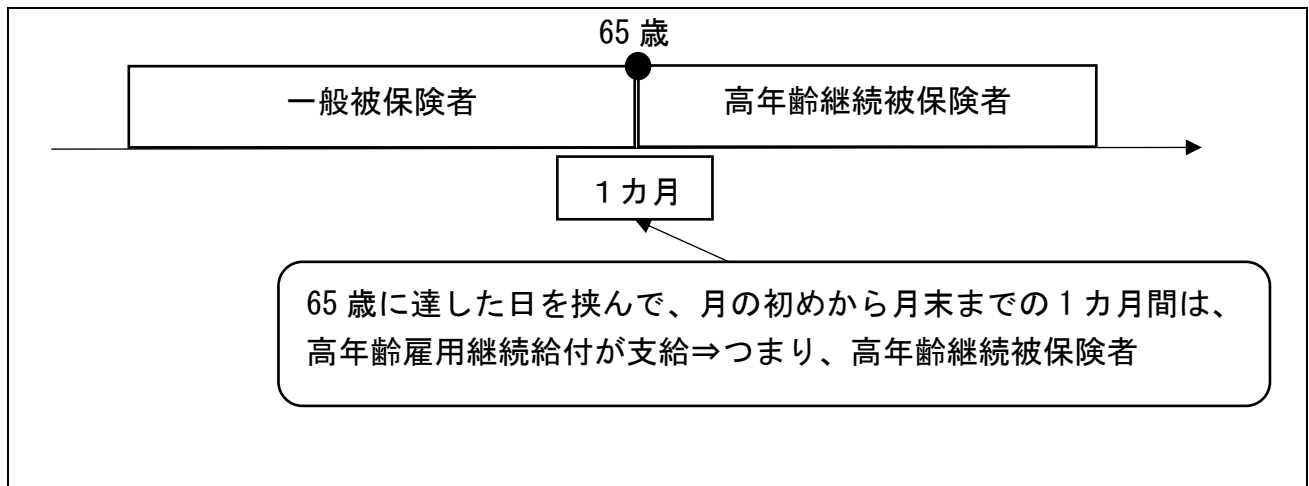 65 歳
一般被保険者
高年齢継続被保険者
1カ月
65 歳に達した日を挟んで、月の初めから月末までの 1 カ月間は、
高年齢雇用継続給付が支給⇒つまり、高年齢継続被保険者